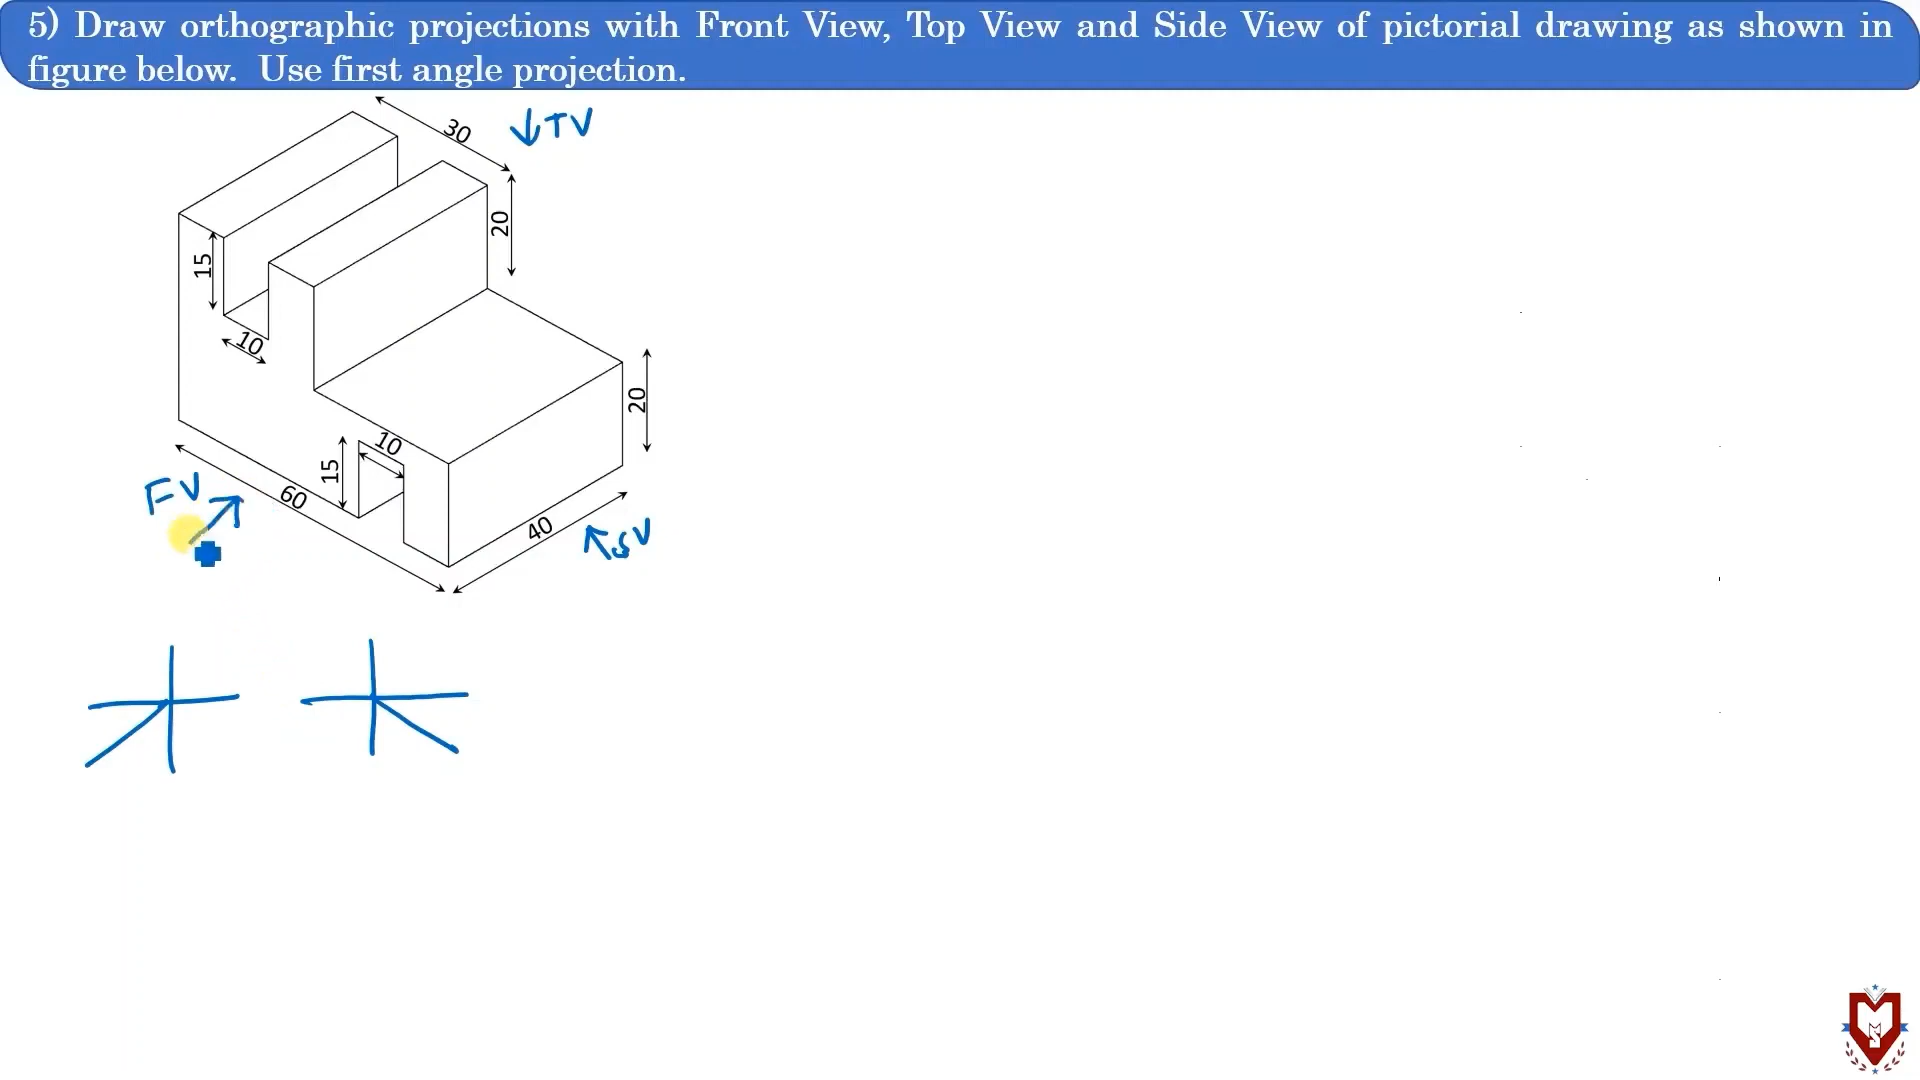 5) Draw orthographic projections with Front View, Top View and Side View of pictorial drawing as shown in
figure below. Use first angle projection.
30
↓TV
20
15
10
20
10
15
60
FV
40
SV
M
S